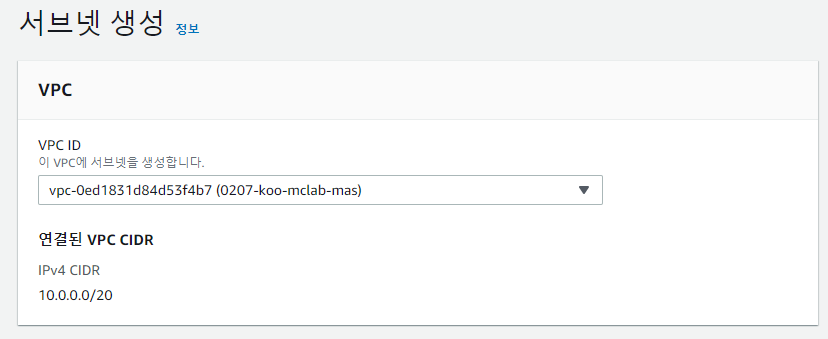 서브넷 생성 정보
VPC
VPC ID
이 VPC에 서브넷을 생성합니다.
vpc-0ed1831d84d53f4b7 (0207-koo-mclab-mas)
연결된 VPC CIDR
IPv4 CIDR
10.0.0.0/20